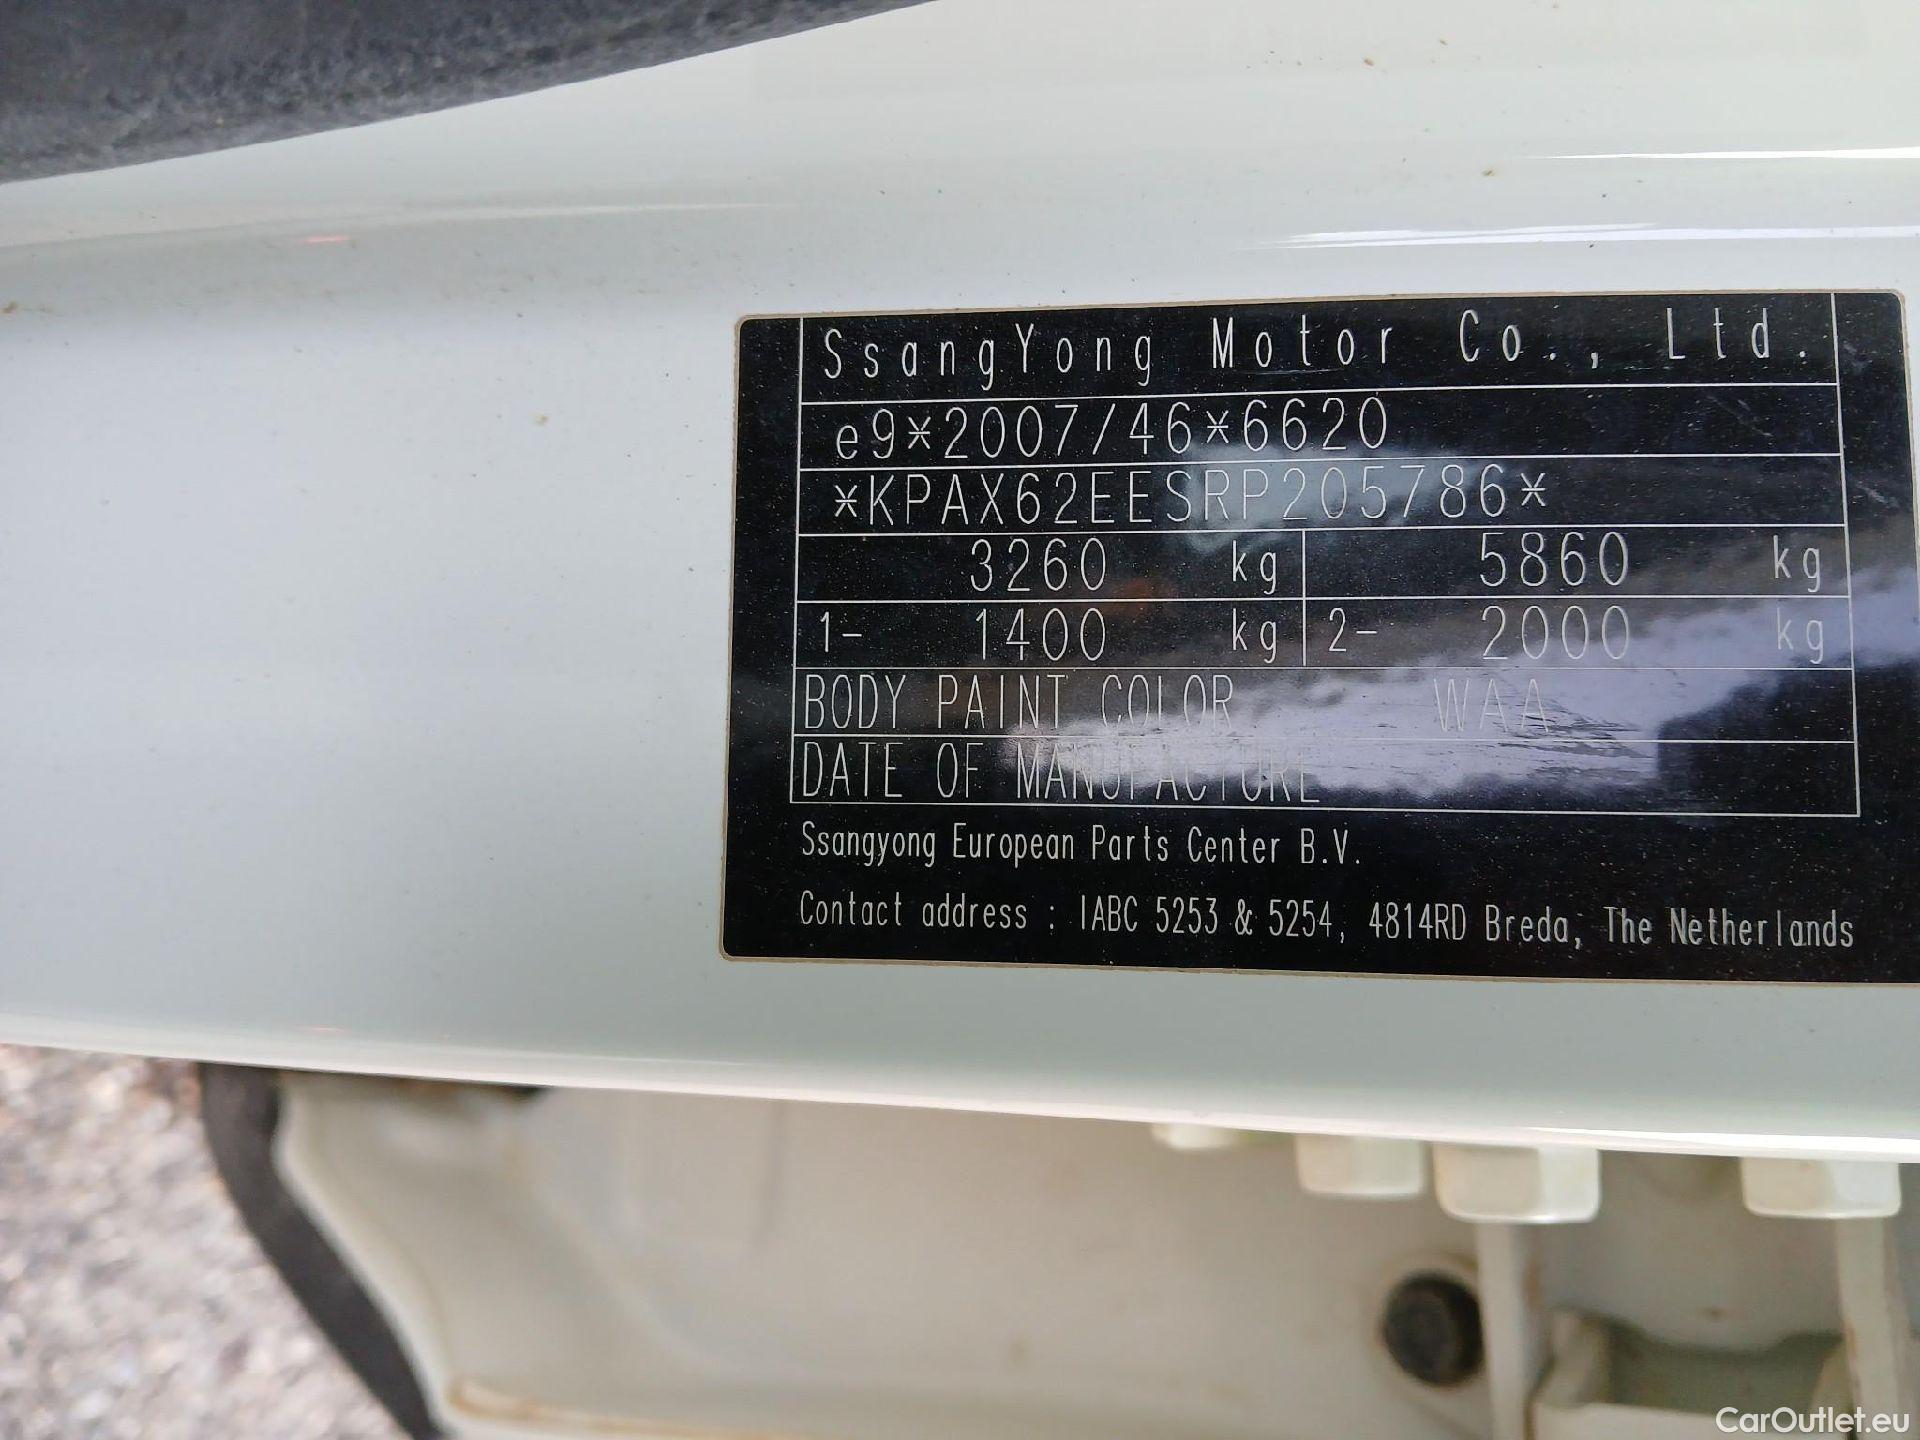 SsangYong Motor Co., Ltd.
e9*2007/46*6620
*KPAX62EESRP205786*
3260 kg 5860 kg
1- 1400 kg 2- 2000 kg
BODY PAINT COLOR WAA
DATE OF MANUFACTURE
Ssangyong European Parts Center B.V.
Contact address : IABC 5253 & 5254, 4814RD Breda, The Netherlands
CarOutlet.eu